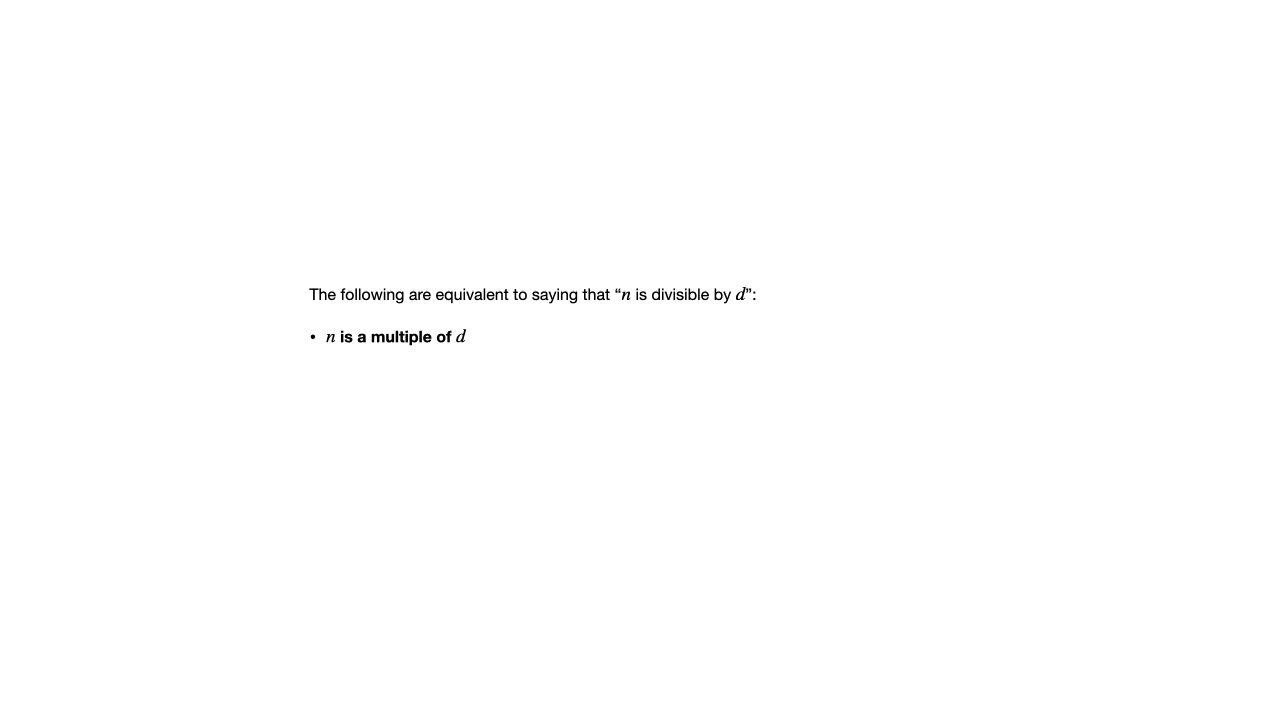 The following are equivalent to saying that “n is divisible by d”:
• n is a multiple of d